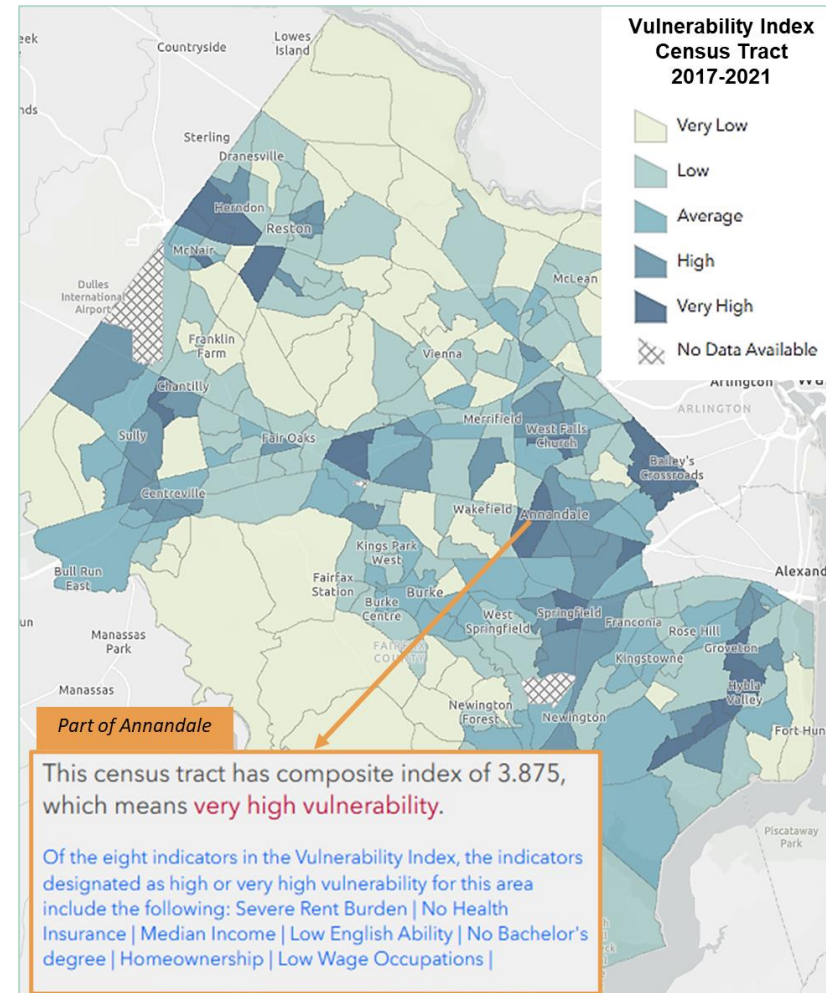 Vulnerability Index
Census Tract
2017-2021
Very Low
Low
Average
High
Very High
No Data Available
Countryside
Lowes
Island
Sterling
Dranesville
Herndon
Reston
McNair
Dulles
International
Airport
McLean
Franklin
Farm
Vienna
Chantilly
Arlington
ARLINGTON
Merrifield
West Falls
Church
Sully
Fair Oaks
Bailey's
Crossroads
Centreville
Wakefield
Annandale
Kings Park
West
Bull Run
East
Fairfax
Station
Burke
Burke
Centre
West
Springfield
Springfield
Franconia
Rose Hill
Groveton
Manassas
Park
FAIRFAX
COUNTY
Kingstowne
Hybla
Valley
Manassas
Newington
Forest
Newington
Fort Hun
Alexand
Piscataway
Park
Part of Annandale
This census tract has composite index of 3.875,
which means very high vulnerability.
Of the eight indicators in the Vulnerability Index, the indicators
designated as high or very high vulnerability for this area
include the following: Severe Rent Burden | No Health
Insurance | Median Income | Low English Ability | No Bachelor's
degree | Homeownership | Low Wage Occupations |